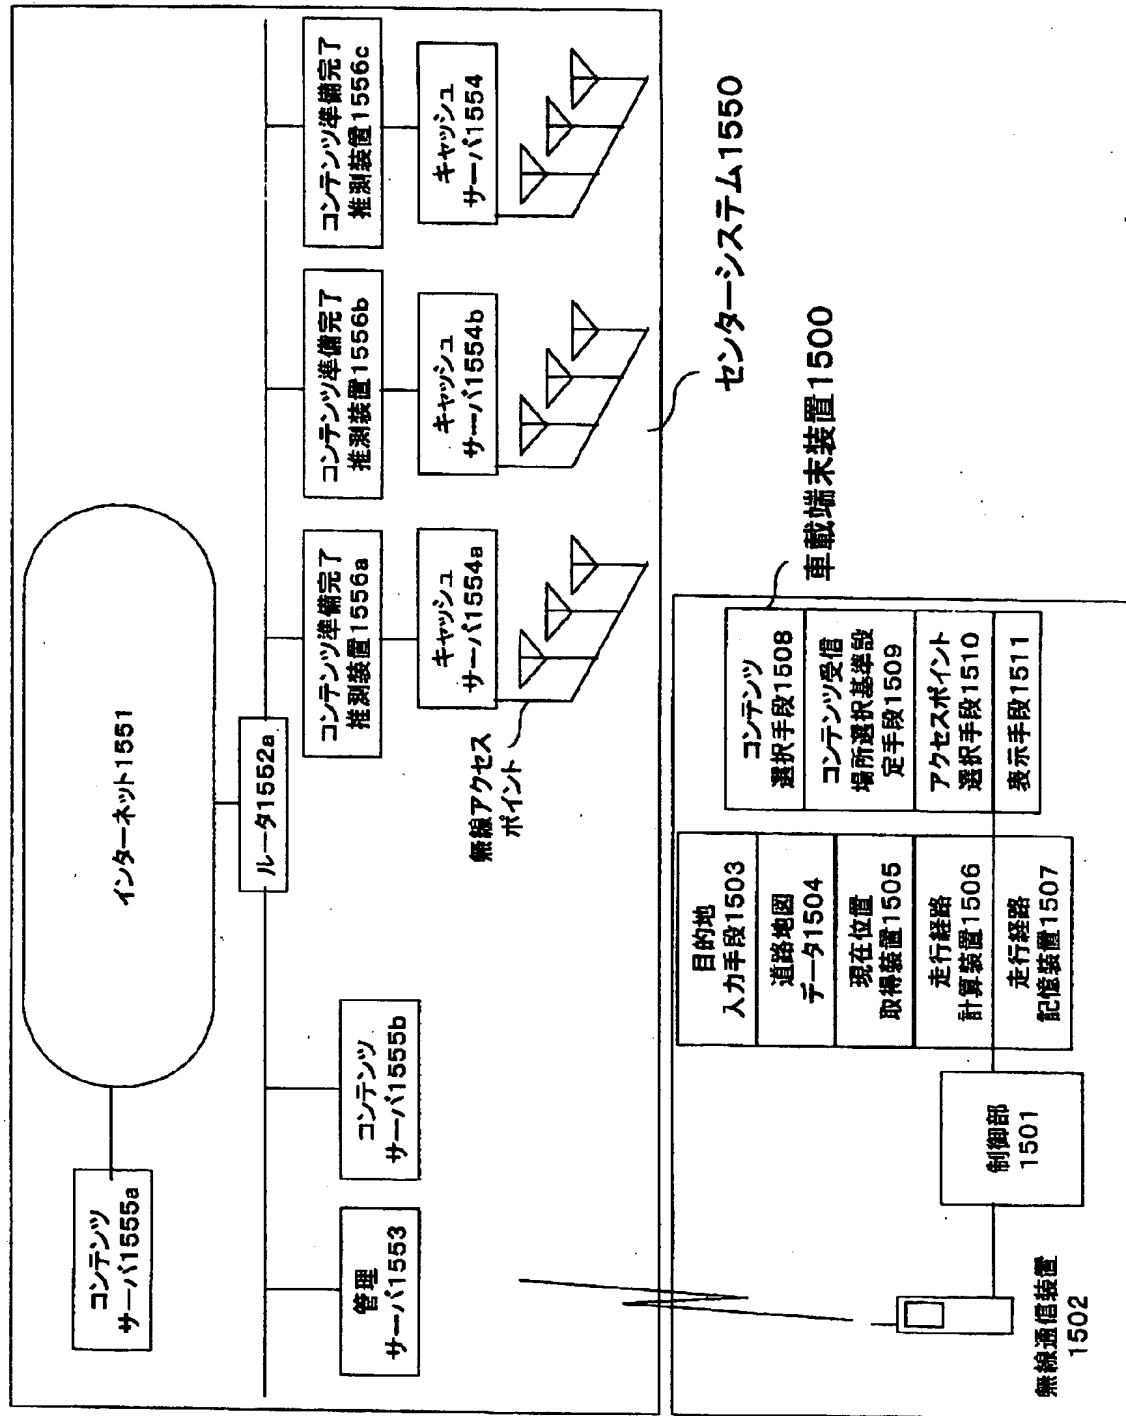 コンテンツ
サーバ1555a
インターネット1551
ルータ1552a
管理
サーバ1553
コンテンツ
サーバ1555b
コンテンツ準備完了
推測装置1556a
コンテンツ準備完了
推測装置1556b
コンテンツ準備完了
推測装置1556c
キャッシュ
サーバ1554a
キャッシュ
サーバ1554b
キャッシュ
サーバ1554
無線アクセス
ポイント
センターシステム1550
車載端末装置1500
目的地
入力手段1503
道路地図
データ1504
現在位置
取得装置1505
走行経路
計算装置1506
走行経路
記憶装置1507
コンテンツ
選択手段1508
コンテンツ受信
場所選択基準設
定手段1509
アクセスポイント
選択手段1510
表示手段1511
制御部
1501
無線通信装置
1502